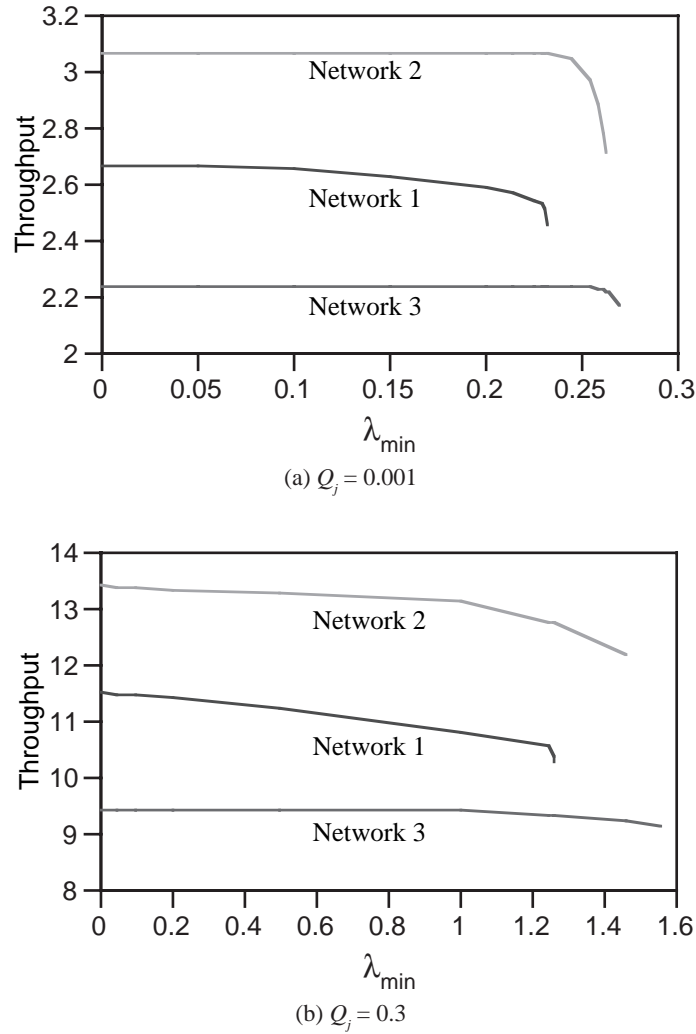 3.2
3
2.8
2.6
2.4
2.2
2
Throughput
Network 2
Network 1
Network 3
0 0.05 0.1 0.15 0.2 0.25 0.3
λmin
(a) Qj = 0.001
14
13
12
11
10
9
8
Throughput
Network 2
Network 1
Network 3
0 0.2 0.4 0.6 0.8 1 1.2 1.4 1.6
λmin
(b) Qj = 0.3